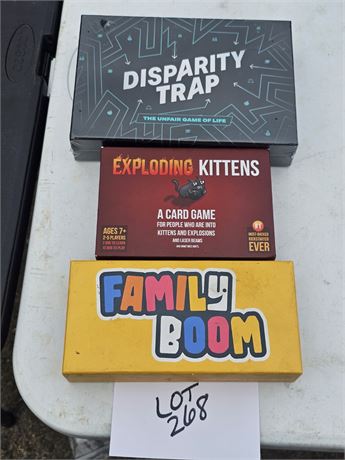 DISPARITY
TRAP
THE UNFAIR GAME OF LIFE
EXPLODING KITTENS
A CARD GAME
FOR PEOPLE WHO ARE INTO
KITTENS AND EXPLOSIONS
AND LASER BEAMS
AGES 7+
2-5 PLAYERS
MOST-BACKED
KICKSTARTER
EVER
FAMILY
BOOM
LOT
268